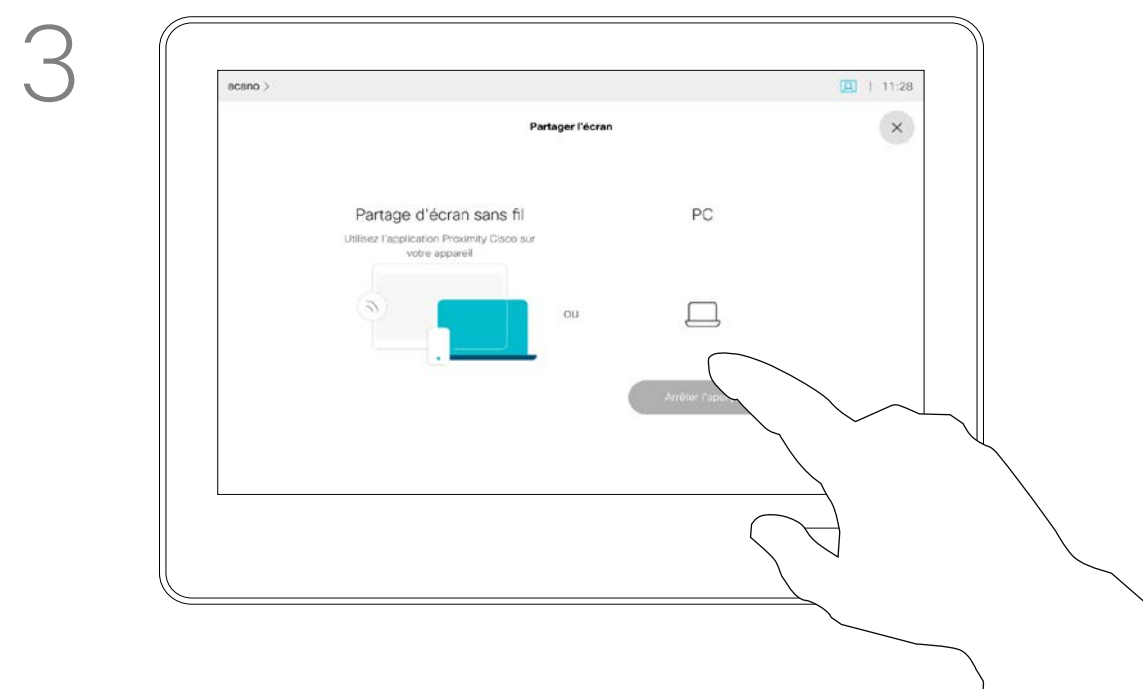 3
acano >
11:28
Partager l'écran
Partage d'écran sans fil
Utilisez l'application Proximity Cisco sur
votre appareil
ou
PC
Arrêter